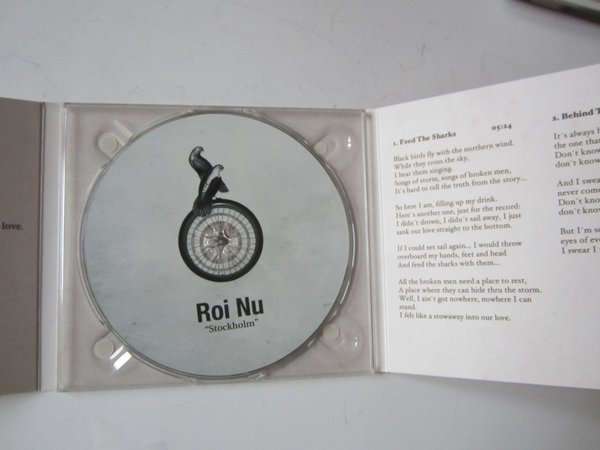 love.
Roi Nu
"Stockholm"
1. Feed The Sharks 05:24
Black birds fly with the northern wind.
While they cross the sky,
I hear them singing.
Songs of storm, songs of broken men,
It's hard to tell the truth from the story...
So here I am, filling up my drink.
Here's another one, just for the record:
I didn't drown, I didn't sail away, I just
sank our love straight to the bottom.
If I could set sail again... I would throw
overboard my hands, feet and head
And feed the sharks with them...
All the broken men need a place to rest,
A place where they can hide thru the storm.
Well, I ain't got nowhere, nowhere I can
stand.
I felt like a stowaway into our love.
2. Behind T
It's always h
the one that
Don't know
don't know
And I swea
never come
Don't know
don't know
But I'm s
eyes of eve
I swear I